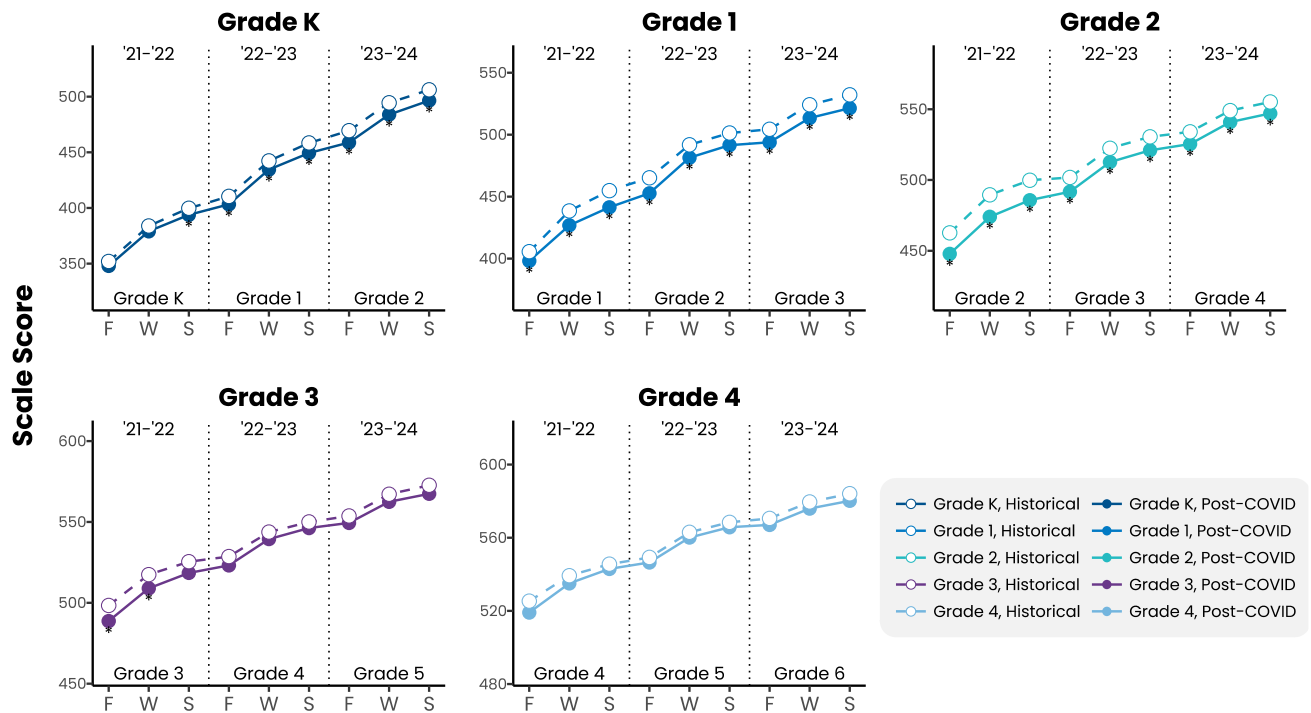 Grade K
Grade 1
Grade 2
'21-'22 '22-'23 '23-'24
'21-'22 '22-'23 '23-'24
'21-'22 '22-'23 '23-'24
500
450
400
350
550
500
450
400
550
500
450
Grade K Grade 1 Grade 2
Grade 1 Grade 2 Grade 3
Grade 2 Grade 3 Grade 4
F W S F W S F W S
F W S F W S F W S
F W S F W S F W S
Scale Score
Grade 3
Grade 4
'21-'22 '22-'23 '23-'24
'21-'22 '22-'23 '23-'24
600
550
500
450
600
560
520
480
Grade 3 Grade 4 Grade 5
Grade 4 Grade 5 Grade 6
F W S F W S F W S
F W S F W S F W S
Grade K, Historical Grade K, Post-COVID
Grade 1, Historical Grade 1, Post-COVID
Grade 2, Historical Grade 2, Post-COVID
Grade 3, Historical Grade 3, Post-COVID
Grade 4, Historical Grade 4, Post-COVID